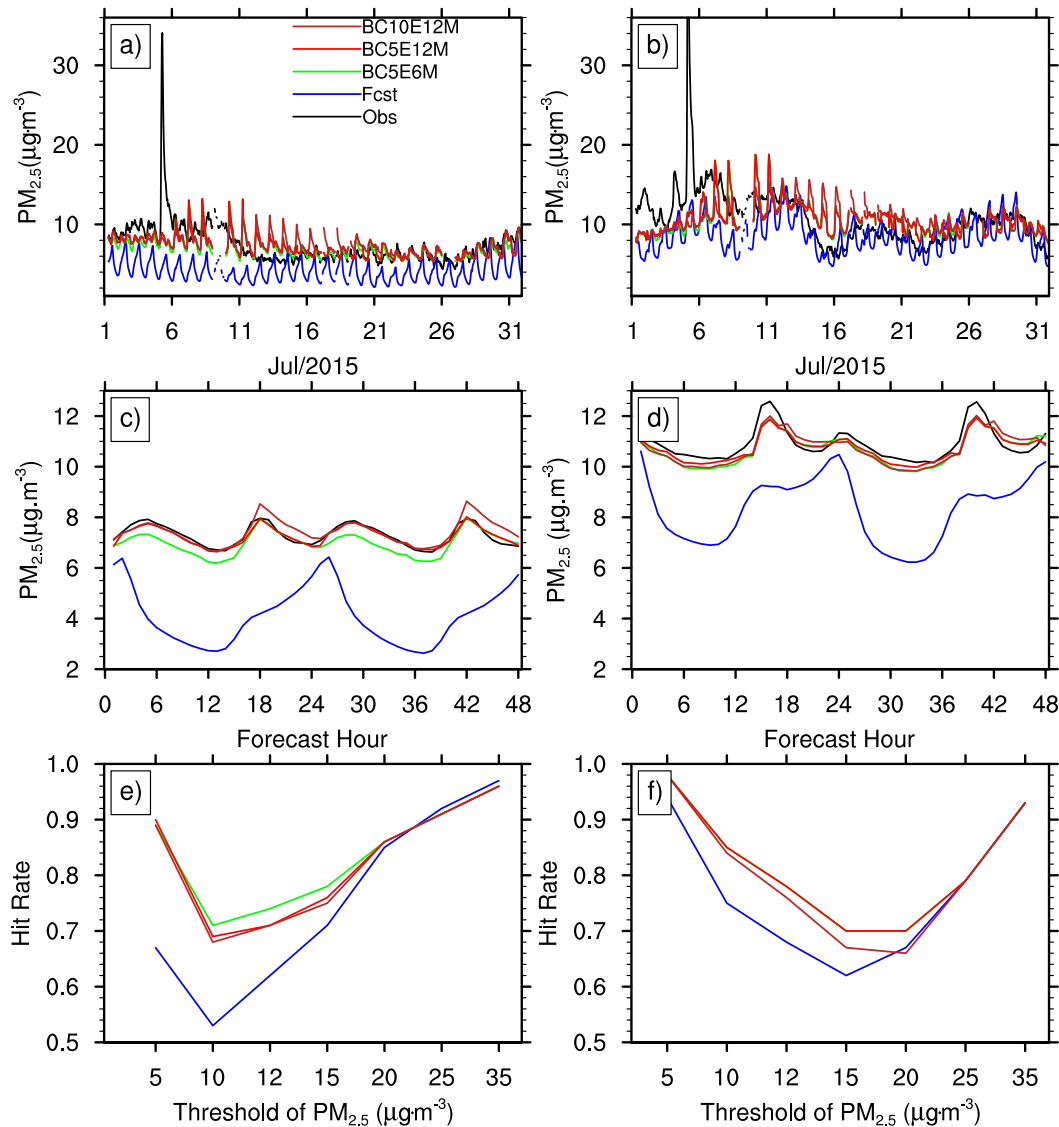 a)
BC10E12M
BC5E12M
BC5E6M
Fcst
Obs
PM2.5(μg·m-3)
30
20
10
1 6 11 16 21 26 31
Jul/2015
b)
PM2.5(μg·m-3)
30
20
10
1 6 11 16 21 26 31
Jul/2015
c)
PM2.5(μg.m-3)
12
10
8
6
4
2
0 6 12 18 24 30 36 42 48
Forecast Hour
d)
PM2.5 (μg.m-3)
12
10
8
6
4
2
0 6 12 18 24 30 36 42 48
Forecast Hour
e)
Hit Rate
1.0
0.9
0.8
0.7
0.6
0.5
5 10 12 15 20 25 35
Threshold of PM2.5 (μg·m-3)
f)
Hit Rate
1.0
0.9
0.8
0.7
0.6
0.5
5 10 12 15 20 25 35
Threshold of PM2.5 (μg·m-3)